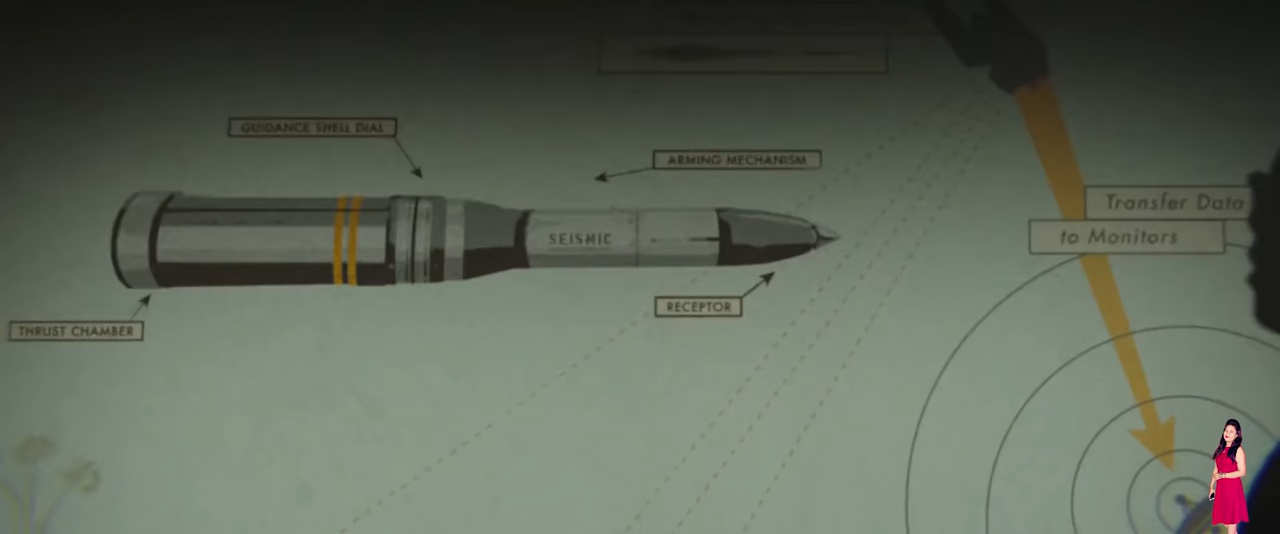 GUIDANCE SHELL DIAL
ARMING MECHANISM
Transfer Data
to Monitors
SEISMIC
RECEPTOR
THRUST CHAMBER